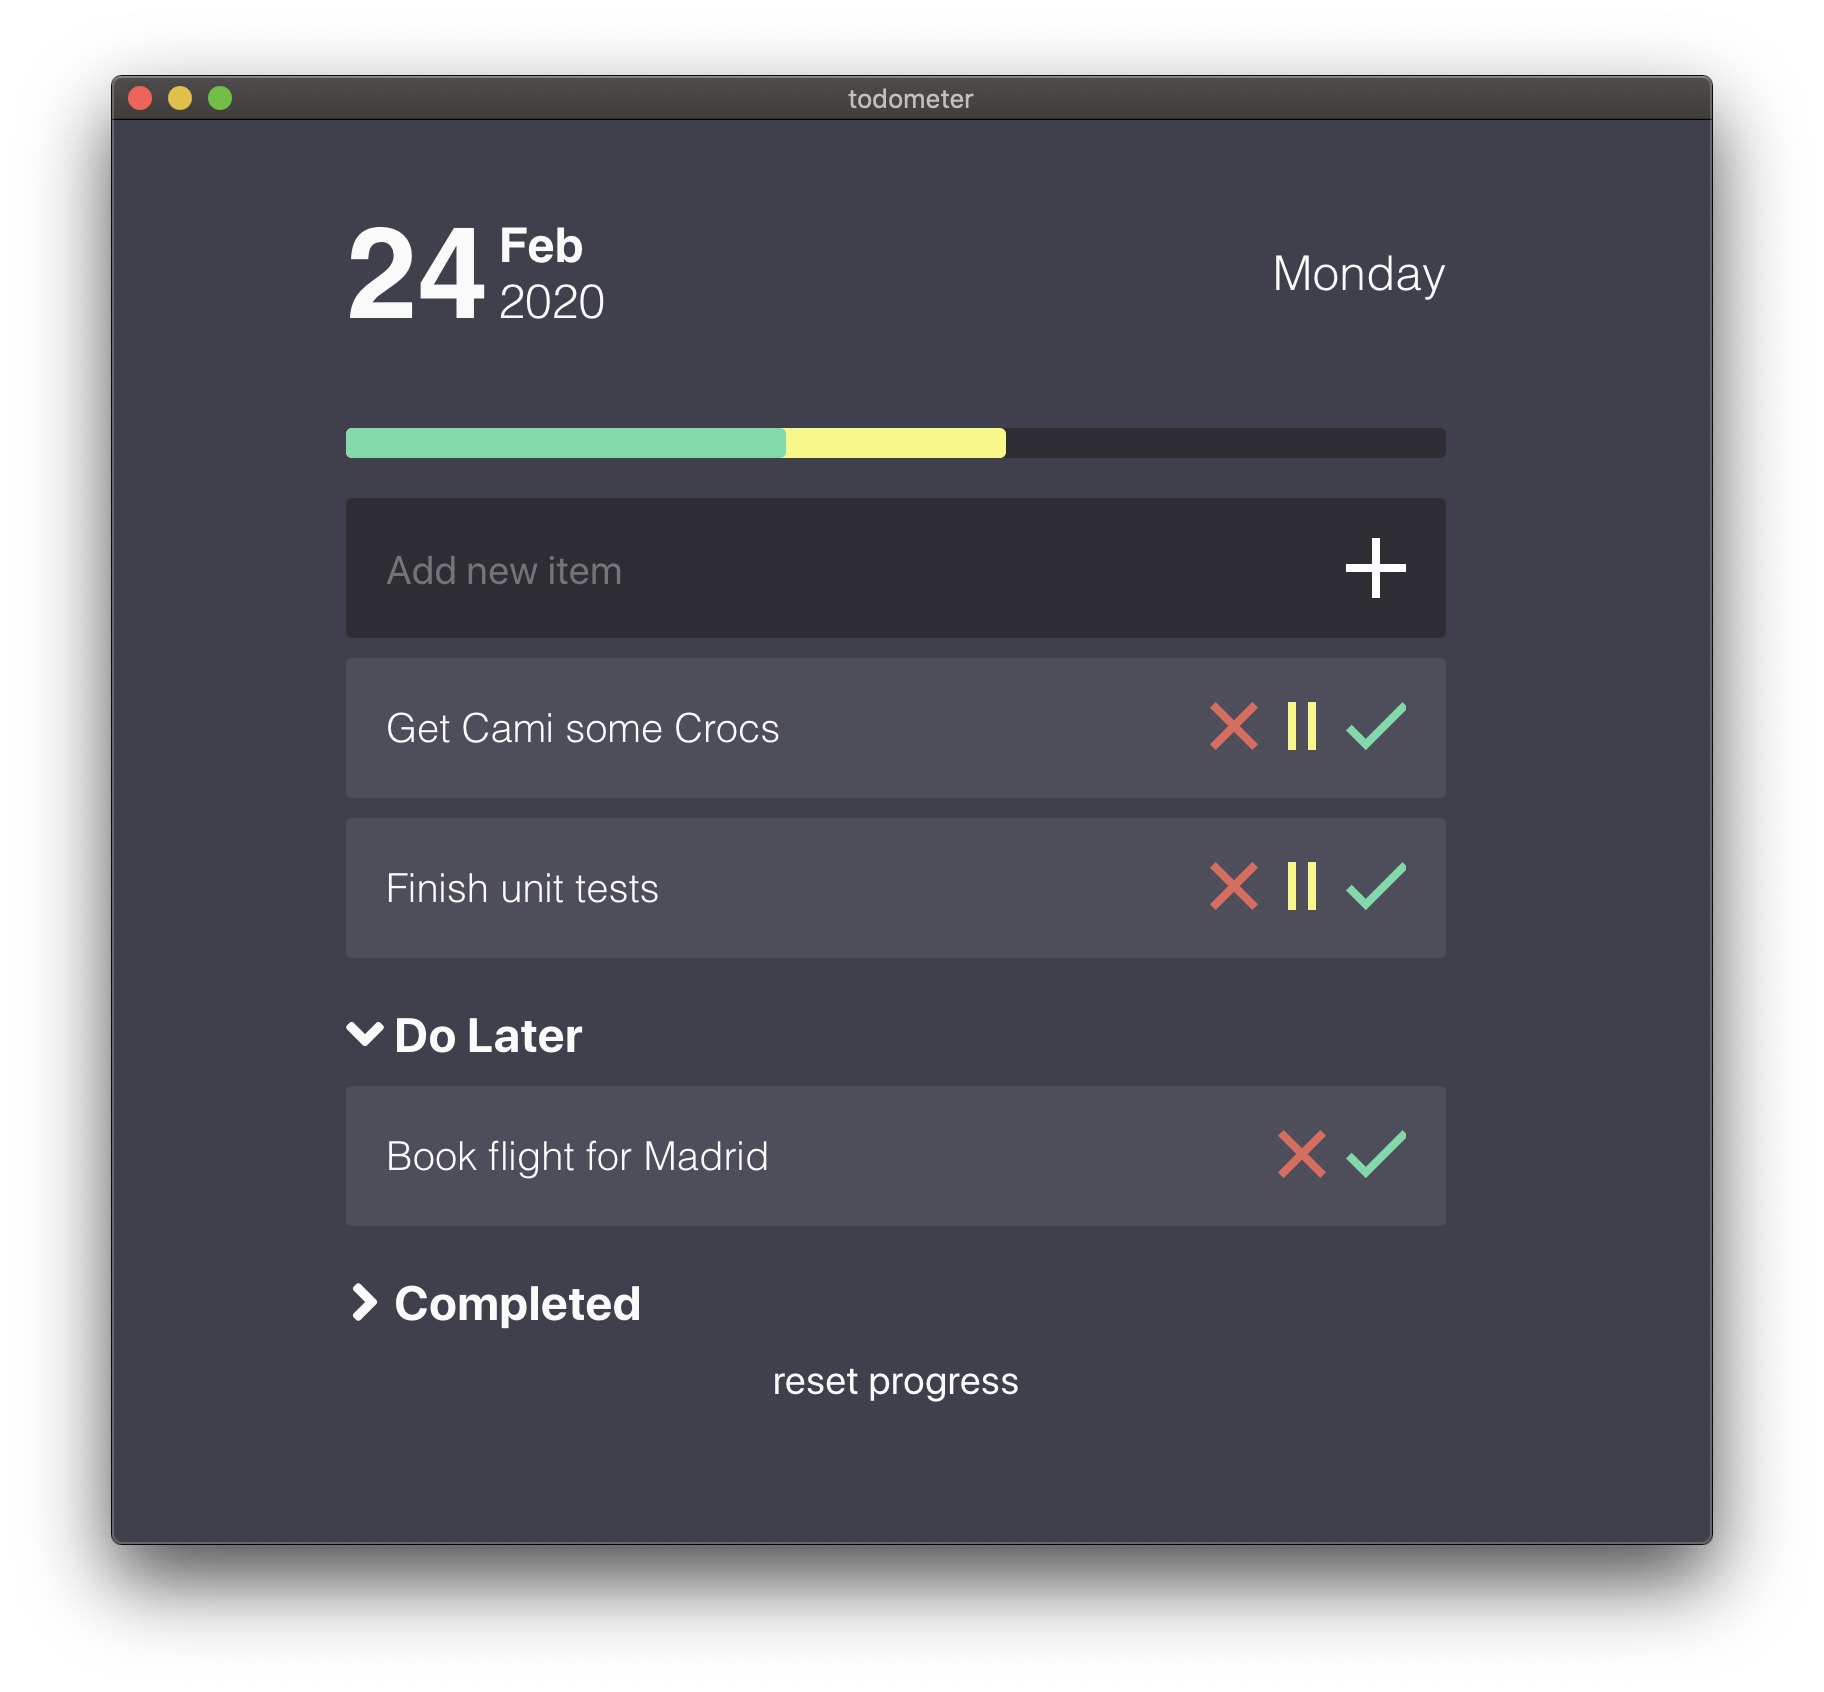 todometer
24
Feb
2020
Monday
Add new item
Get Cami some Crocs
Finish unit tests
Do Later
Book flight for Madrid
Completed
reset progress